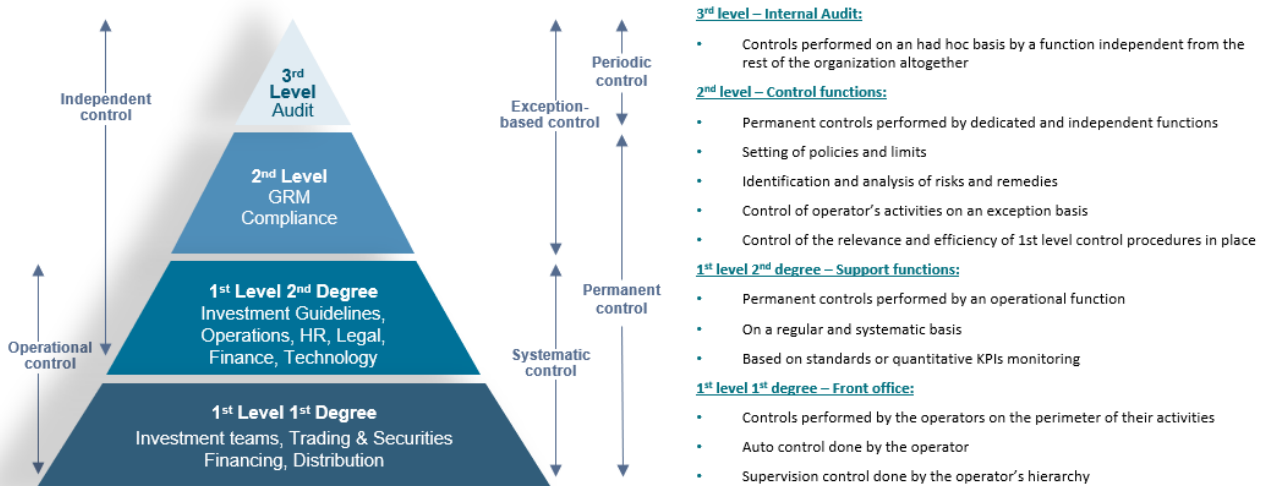 3rd
Level
Audit
2nd Level
GRM
Compliance
1st Level 2nd Degree
Investment Guidelines,
Operations, HR, Legal,
Finance, Technology
1st Level 1st Degree
Investment teams, Trading & Securities
Financing, Distribution
Independent
control
Operational
control
Exception-
based control
Systematic
control
Periodic
control
Permanent
control
3rd level – Internal Audit:
• Controls performed on an had hoc basis by a function independent from the
rest of the organization altogether
2nd level – Control functions:
• Permanent controls performed by dedicated and independent functions
• Setting of policies and limits
• Identification and analysis of risks and remedies
• Control of operator's activities on an exception basis
• Control of the relevance and efficiency of 1st level control procedures in place
1st level 2nd degree – Support functions:
• Permanent controls performed by an operational function
• On a regular and systematic basis
• Based on standards or quantitative KPIs monitoring
1st level 1st degree – Front office:
• Controls performed by the operators on the perimeter of their activities
• Auto control done by the operator
• Supervision control done by the operator's hierarchy